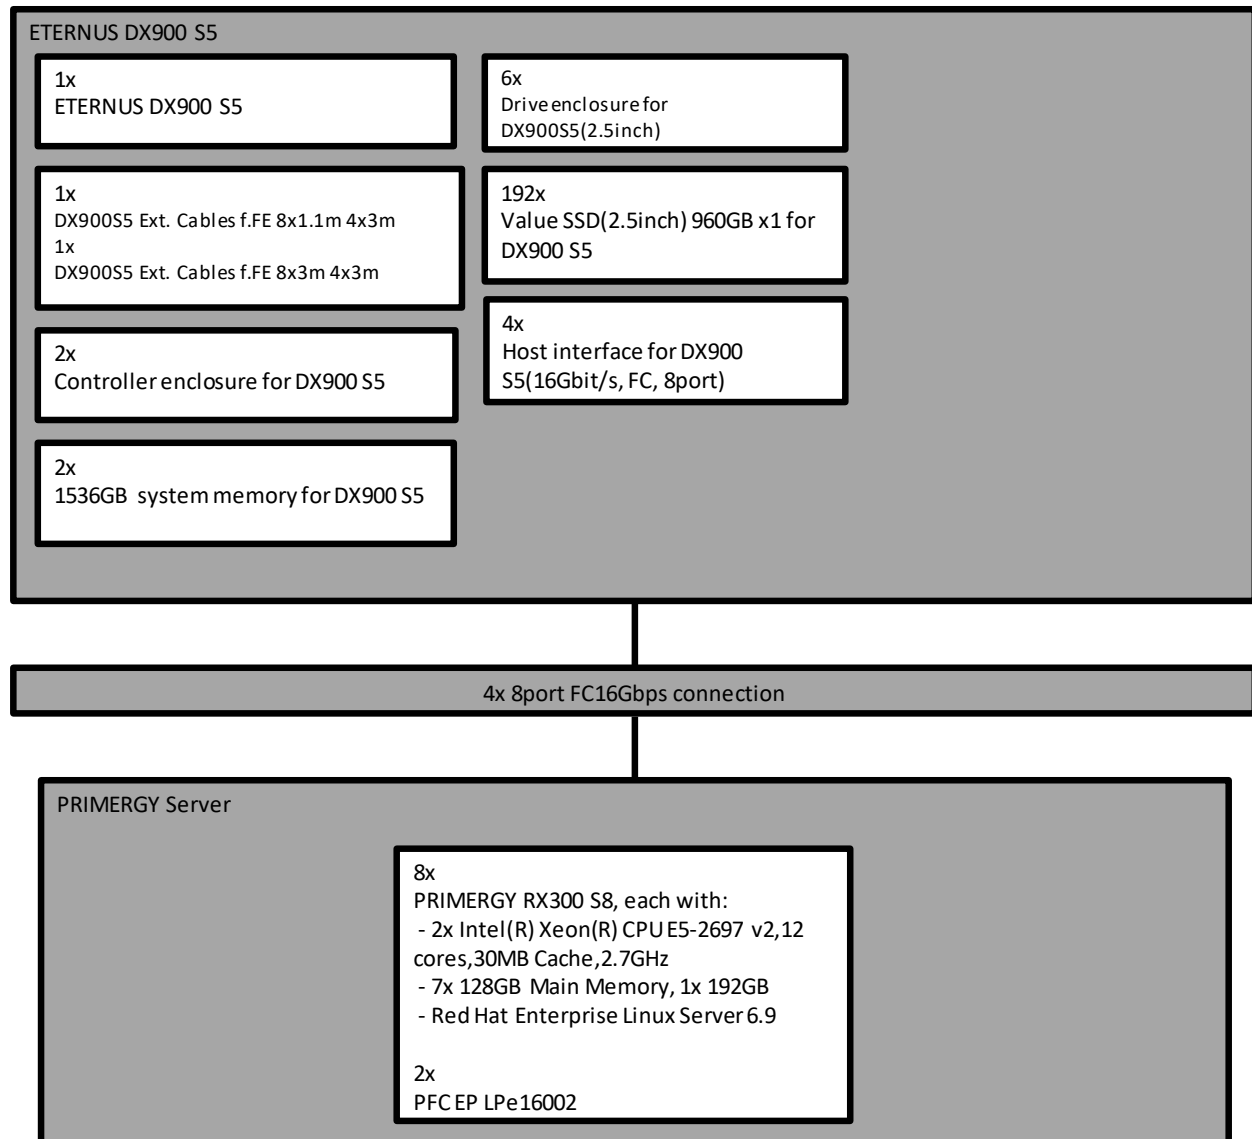 ETERNUS DX900 S5
1x
ETERNUS DX900 S5
1x
DX900S5 Ext. Cables f.FE 8x1.1m 4x3m
1x
DX900S5 Ext. Cables f.FE 8x3m 4x3m
2x
Controller enclosure for DX900 S5
2x
1536GB system memory for DX900 S5
6x
Drive enclosure for
DX900S5(2.5inch)
192x
Value SSD(2.5inch) 960GB x1 for
DX900 S5
4x
Host interface for DX900
S5(16Gbit/s, FC, 8port)
4x 8port FC16Gbps connection
PRIMERGY Server
8x
PRIMERGY RX300 S8, each with:
- 2x Intel(R) Xeon(R) CPU E5-2697 v2,12
cores,30MB Cache,2.7GHz
- 7x 128GB Main Memory, 1x 192GB
- Red Hat Enterprise Linux Server 6.9
2x
PFC EP LPe16002